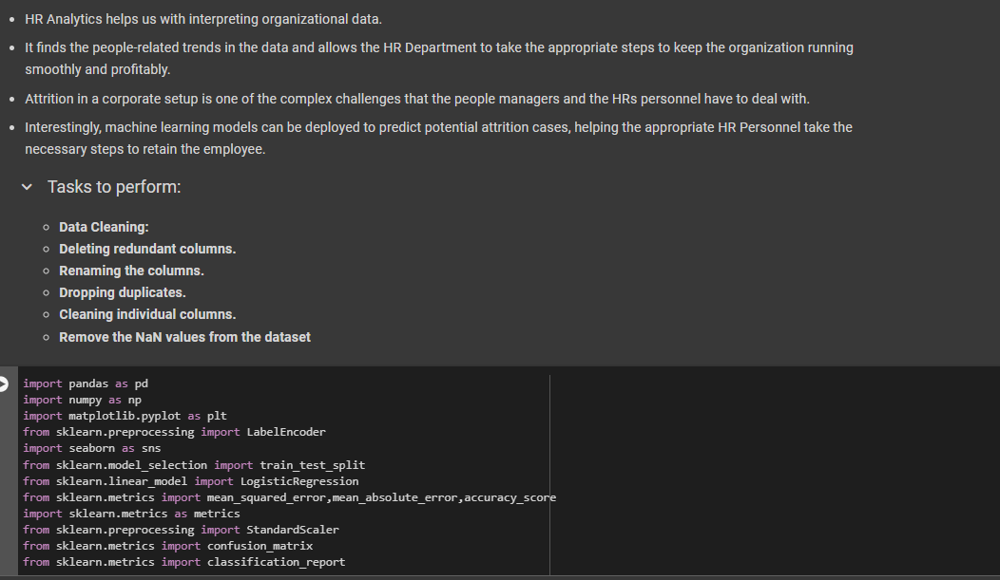 HR Analytics helps us with interpreting organizational data.
It finds the people-related trends in the data and allows the HR Department to take the appropriate steps to keep the organization running
smoothly and profitably.
Attrition in a corporate setup is one of the complex challenges that the people managers and the HRs personnel have to deal with.
Interestingly, machine learning models can be deployed to predict potential attrition cases, helping the appropriate HR Personnel take the
necessary steps to retain the employee.
Tasks to perform:
Data Cleaning:
Deleting redundant columns.
Renaming the columns.
Dropping duplicates.
Cleaning individual columns.
Remove the NaN values from the dataset
import pandas as pd
import numpy as np
import matplotlib.pyplot as plt
from sklearn.preprocessing import LabelEncoder
import seaborn as sns
from sklearn.model_selection import train_test_split
from sklearn.linear_model import LogisticRegression
from sklearn.metrics import mean_squared_error,mean_absolute_error,accuracy_score
import sklearn.metrics as metrics
from sklearn.preprocessing import StandardScaler
from sklearn.metrics import confusion_matrix
from sklearn.metrics import classification_report